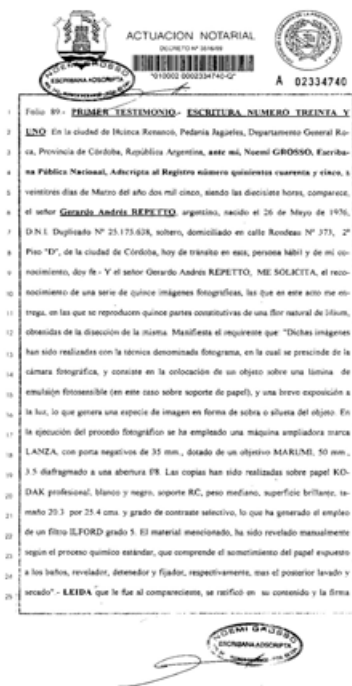 ACTUACION NOTARIAL
DECRETO Nº 3516/99
*010002 0002334740-Q*
A 02334740
NOEMI GROSSO
ESCRIBANA ADSCRIPTA
1 Folio 89.- PRIMER TESTIMONIO.- ESCRITURA NUMERO TREINTA Y
2 UNO En la ciudad de Huinca Renancó, Pedania Jagueles, Departamento General Ro-
3 ca, Provincia de Córdoba, República Argentina, ante mi, Noemí GROSSO, Escriba-
4 na Pública Nacional, Adscripta al Registro número quinientos cuarenta y cinco, a
5 veintitres días de Marzo del año dos mil cinco, siendo las diecisiete horas, comparece,
6 el señor Gerardo Andrés REPETTO, argentino, nacido el 26 de Mayo de 1976,
7 D.N.I. Duplicado Nº 25.175.638, soltero, domiciliado en calle Rondeau Nº 373, 2º
8 Piso "D", de la ciudad de Córdoba, hoy de tránsito en esta, persona hábil y de mi co-
9 nocimiento, doy fe.- Y el señor Gerardo Andrés REPETTO, ME SOLICITA, el reco-
10 nocimiento de una serie de quince imágenes fotográficas, las que en este acto me en-
11 trega, en las que se reproducen quince partes constitutivas de una flor natural de lilium,
12 obtenidas de la disección de la misma. Manifiesta el requirente que: "Dichas imágenes
13 han sido realizadas con la técnica denominada fotograma, en la cual se prescinde de la
14 cámara fotográfica, y consiste en la colocación de un objeto sobre una lámina de
15 emulsión fotosensible (en este caso sobre soporte de papel), y una breve exposición a
16 la luz, lo que genera una especie de imagen en forma de sobra o silueta del objeto. En
17 la ejecución del procedo fotográfico se ha empleado una máquina ampliadora marca
18 LANZA, con porta negativos de 35 mm., dotado de un objetivo MARUMI, 50 mm.,
19 3.5 diafragmado a una abertura f/8. Las copias han sido realizadas sobre papel KO-
20 DAK profesional, blanco y negro, soporte RC, peso mediano, superficie brillante, ta-
21 maño 20.3 por 25.4 cms. y grado de contraste selectivo, lo que ha generado el empleo
22 de un filtro ILFORD grado 5. El material mencionado, ha sido revelado manualmente
23 según el proceso químico estándar, que comprende el sometimiento del papel expuesto
24 a los baños, revelador, detenedor y fijador, respectivamente, mas el posterior lavado y
25 secado".- LEIDA que le fue al compareciente, se ratificó en su contenido y la firma
NOEMI GROSSO
ESCRIBANA ADSCRIPTA